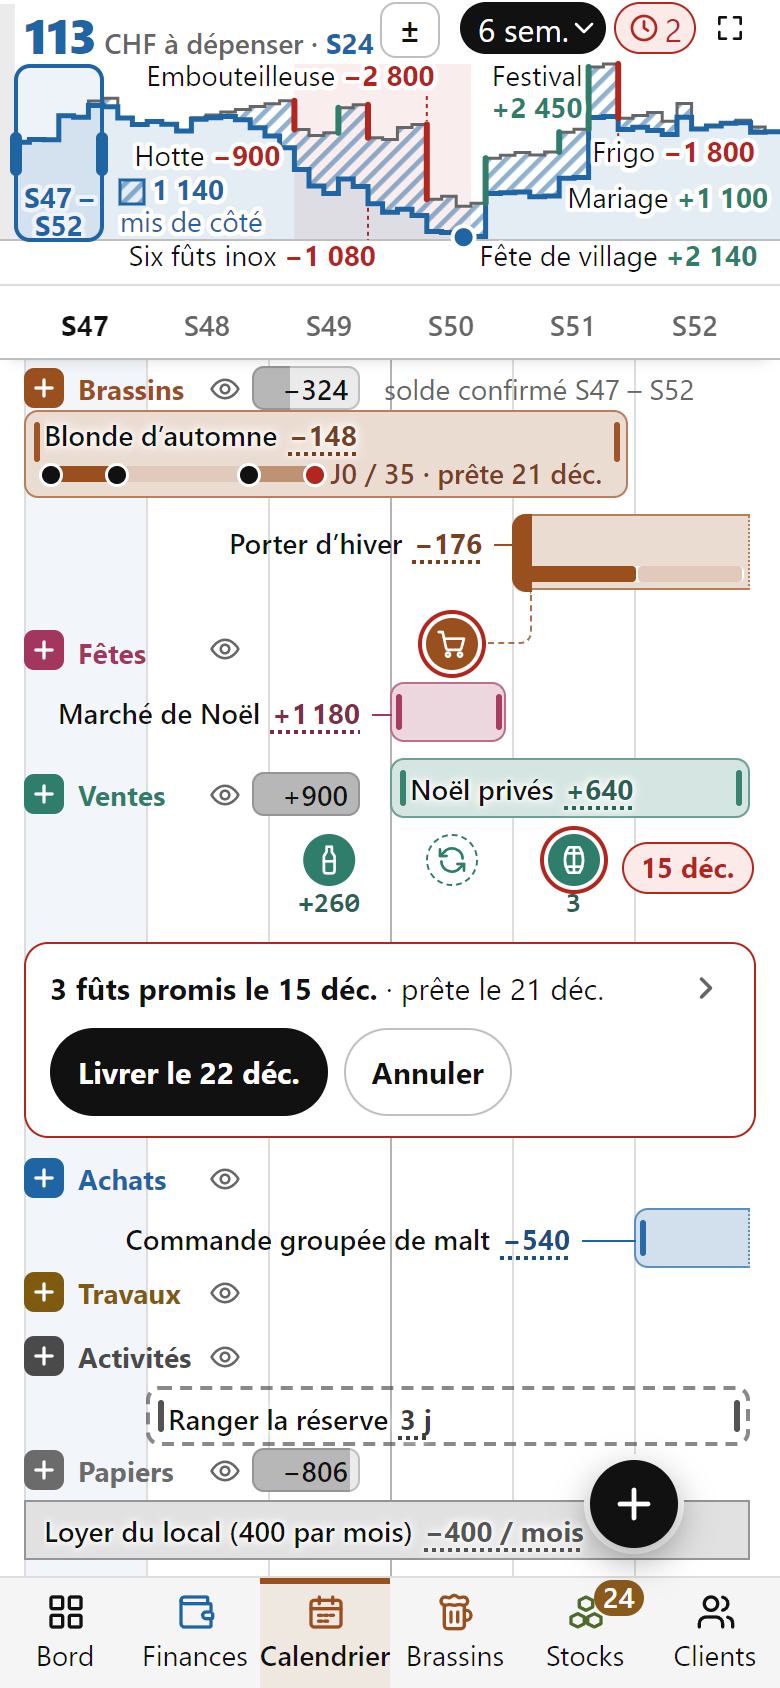 113 CHF à dépenser · S24
±
6 sem.
2
Embouteilleuse −2 800
Festival
+2 450
Hotte −900
Frigo −1 800
S47 –
S52
1 140
mis de côté
Mariage +1 100
Six fûts inox −1 080
Fête de village +2 140
S47 S48 S49 S50 S51 S52
Brassins −324 solde confirmé S47 – S52
Blonde d’automne −148
J0 / 35 · prête 21 déc.
Porter d’hiver −176
Fêtes
Marché de Noël +1 180
Ventes +900 Noël privés +640
15 déc.
+260 3
3 fûts promis le 15 déc. · prête le 21 déc.
Livrer le 22 déc. Annuler
Achats
Commande groupée de malt −540
Travaux
Activités
Ranger la réserve 3 j
Papiers −806
Loyer du local (400 par mois) −400 / mois
24
Bord Finances Calendrier Brassins Stocks Clients